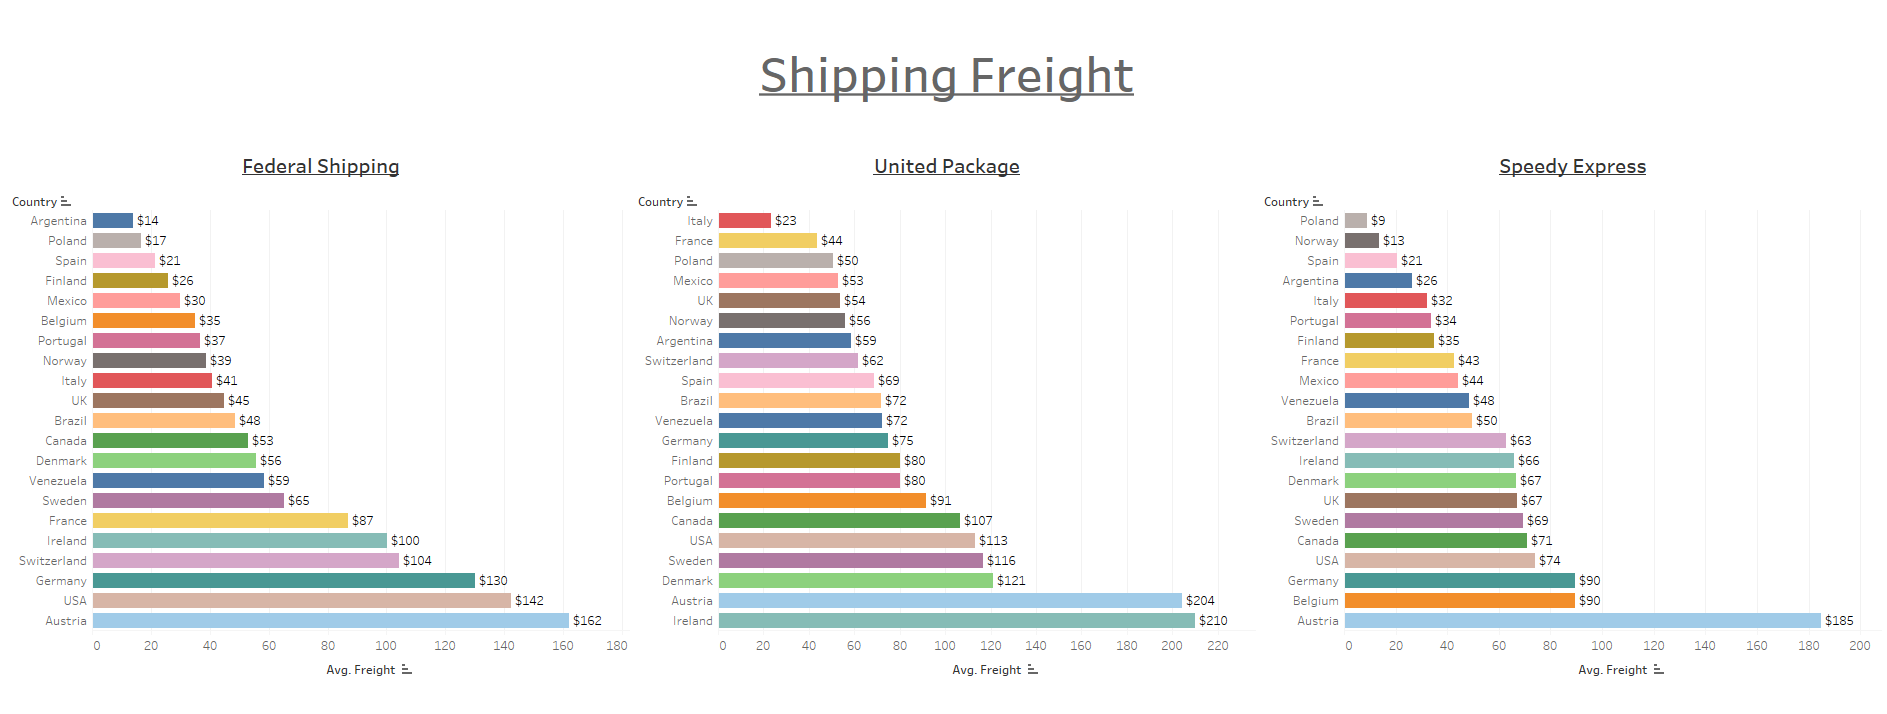 Shipping Freight
Federal Shipping
Country
Argentina $14
Poland $17
Spain $21
Finland $26
Mexico $30
Belgium $35
Portugal $37
Norway $39
Italy $41
UK $45
Brazil $48
Canada $53
Denmark $56
Venezuela $59
Sweden $65
France $87
Ireland $100
Switzerland $104
Germany $130
USA $142
Austria $162
0 20 40 60 80 100 120 140 160 180
Avg. Freight
United Package
Country
Italy $23
France $44
Poland $50
Mexico $53
UK $54
Norway $56
Argentina $59
Switzerland $62
Spain $69
Brazil $72
Venezuela $72
Germany $75
Finland $80
Portugal $80
Belgium $91
Canada $107
USA $113
Sweden $116
Denmark $121
Austria $204
Ireland $210
0 20 40 60 80 100 120 140 160 180 200 220
Avg. Freight
Speedy Express
Country
Poland $9
Norway $13
Spain $21
Argentina $26
Italy $32
Portugal $34
Finland $35
France $43
Mexico $44
Venezuela $48
Brazil $50
Switzerland $63
Ireland $66
Denmark $67
UK $67
Sweden $69
Canada $71
USA $74
Germany $90
Belgium $90
Austria $185
0 20 40 60 80 100 120 140 160 180 200
Avg. Freight